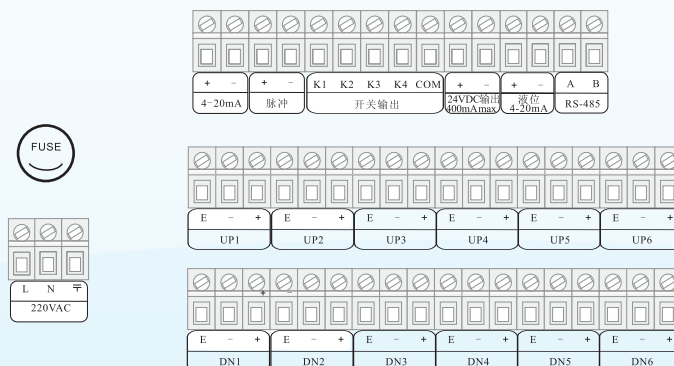 + − + − K1 K2 K3 K4 COM + − + − A B
4-20mA 脉冲 开关输出 24VDC输出 400mAmax 液位 4-20mA RS-485
FUSE
E − + E − + E − + E − + E − + E − +
UP1 UP2 UP3 UP4 UP5 UP6
L N
220VAC
+ −
E − + E − + E − + E − + E − + E − +
DN1 DN2 DN3 DN4 DN5 DN6